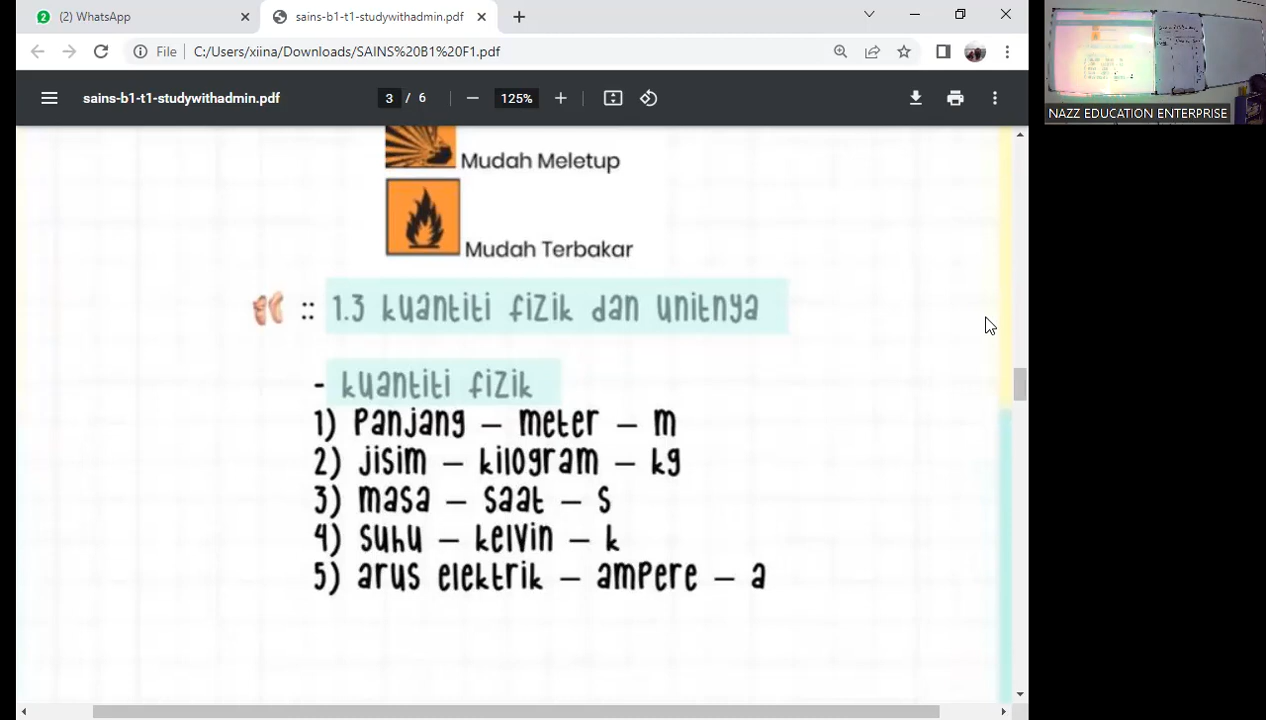 (2) WhatsApp
sains-b1-t1-studywithadmin.pdf
File
C:/Users/xiina/Downloads/SAINS%20B1%20F1.pdf
sains-b1-t1-studywithadmin.pdf
3 / 6
125%
NAZZ EDUCATION ENTERPRISE
Mudah Meletup
Mudah Terbakar
:: 1.3 kuantiti fizik dan unitnya
- kuantiti fizik
1) Panjang – meter – m
2) jisim – kilogram – kg
3) masa – saat – s
4) suhu – kelvin – k
5) arus elektrik – ampere – a